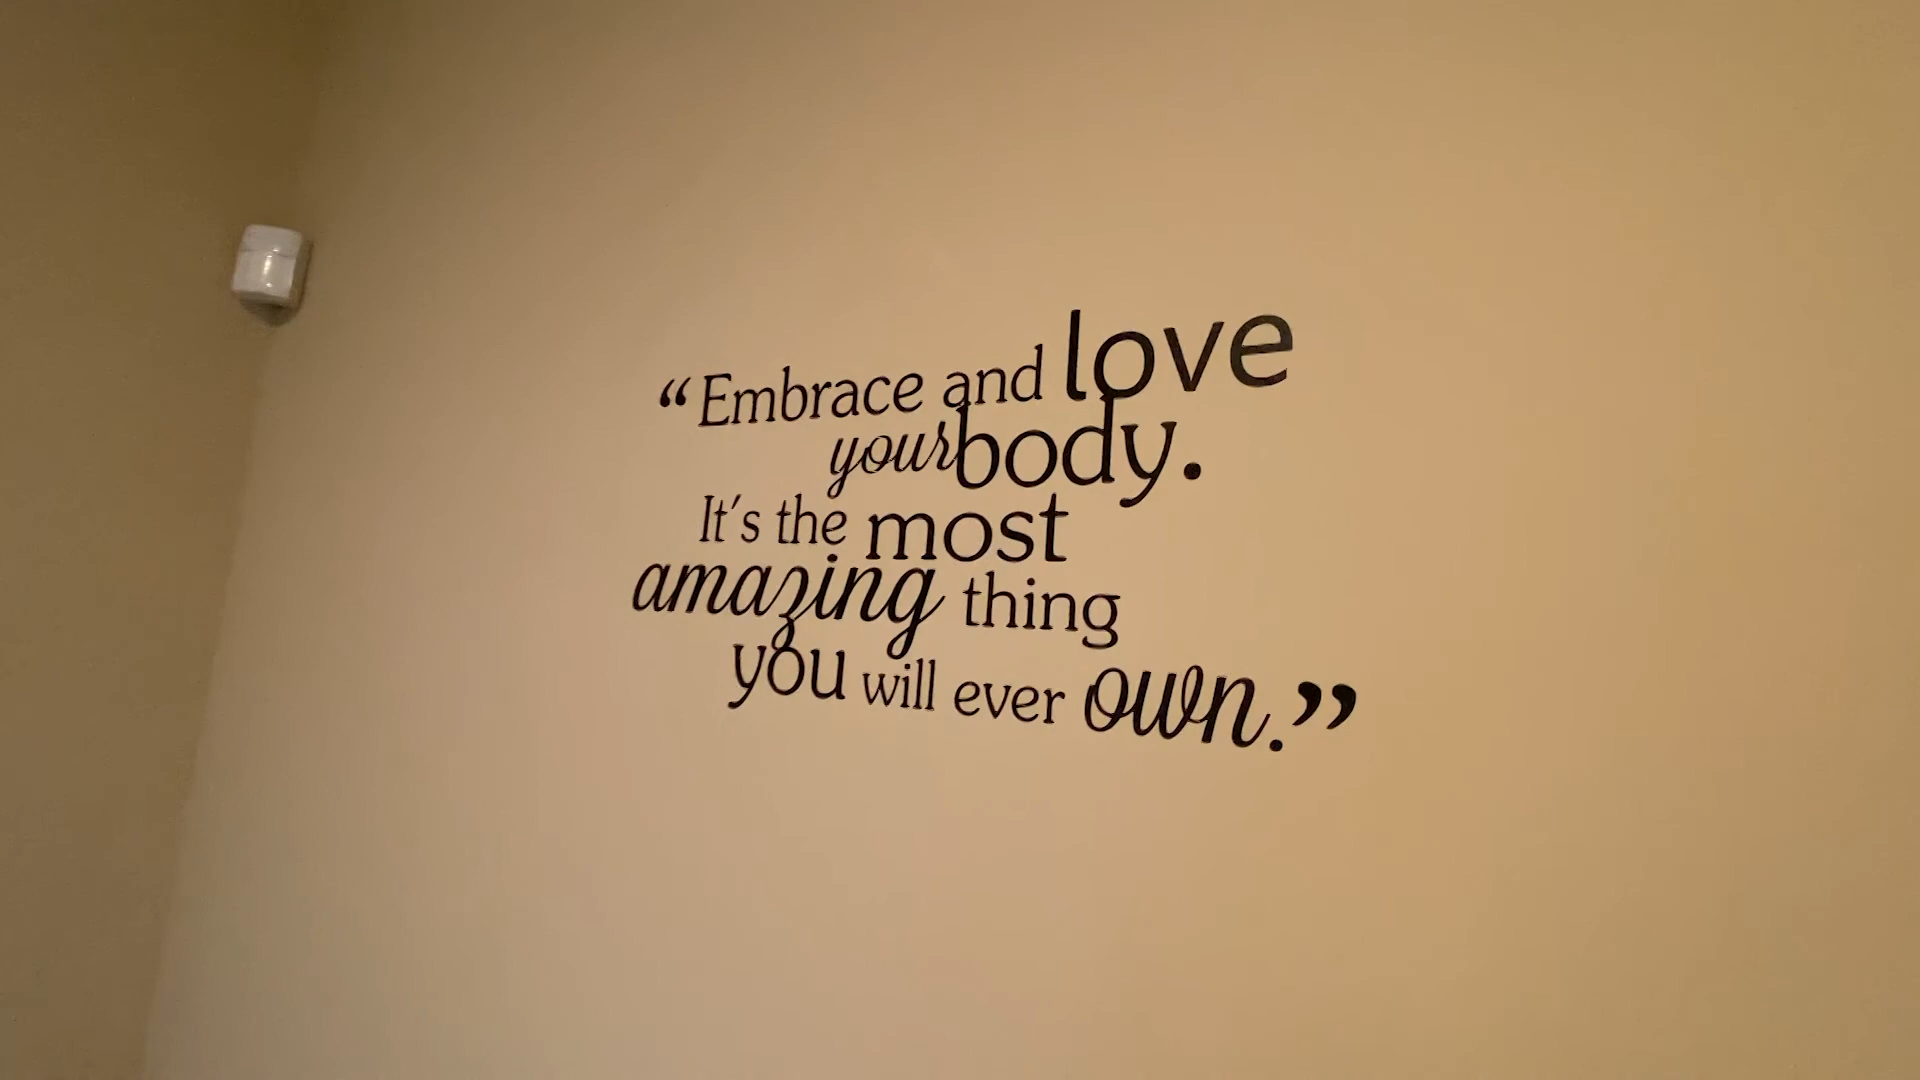 “Embrace and love
your body.
It’s the most
amazing thing
you will ever own.”